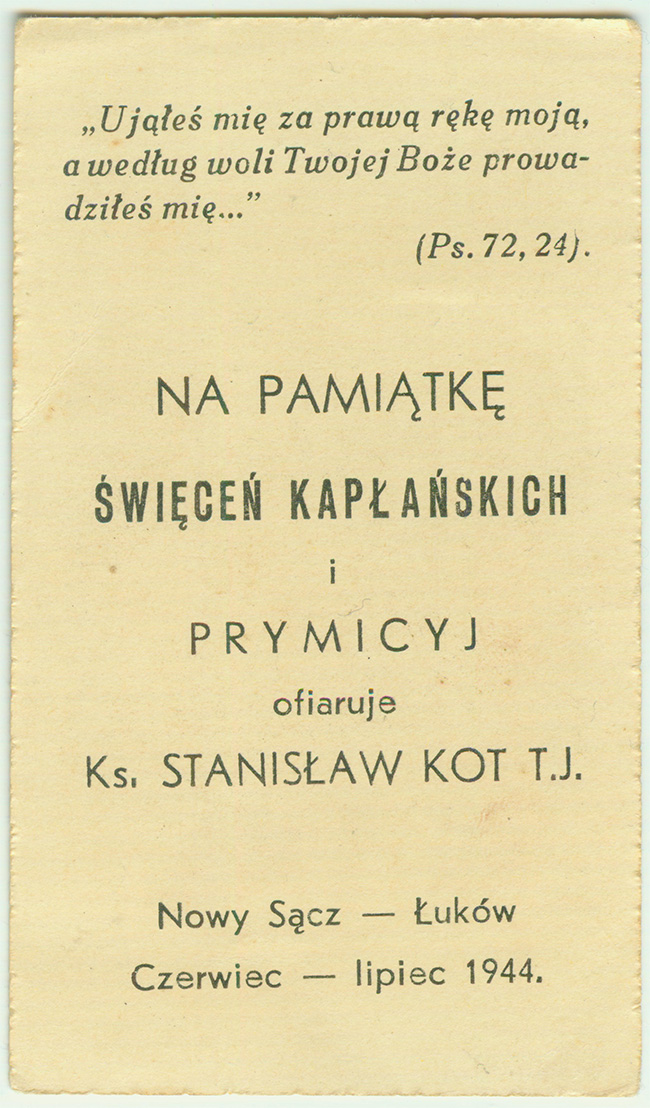 „Ująłeś mię za prawą rękę moją,
a według woli Twojej Boże prowa-
dziłeś mię...”
(Ps. 72, 24).
NA PAMIĄTKĘ
ŚWIĘCEŃ KAPŁAŃSKICH
i
PRYMICYJ
ofiaruje
Ks. STANISŁAW KOT T.J.
Nowy Sącz — Łuków
Czerwiec — lipiec 1944.